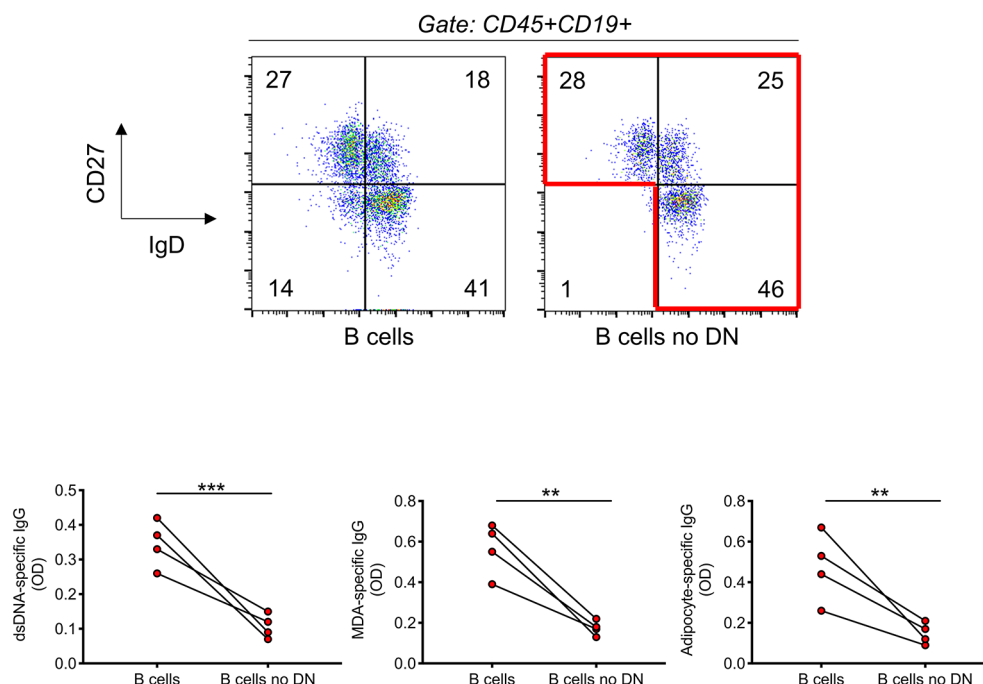 Gate: CD45+CD19+
27 18
28 25
CD27
14 41
1 46
IgD
B cells
B cells no DN
dsDNA-specific IgG
(OD)
0.5
0.4
0.3
0.2
0.1
0.0
***
B cells
B cells no DN
MDA-specific IgG
(OD)
0.8
0.6
0.4
0.2
0.0
**
B cells
B cells no DN
Adipocyte-specific IgG
(OD)
0.8
0.6
0.4
0.2
0.0
**
B cells
B cells no DN